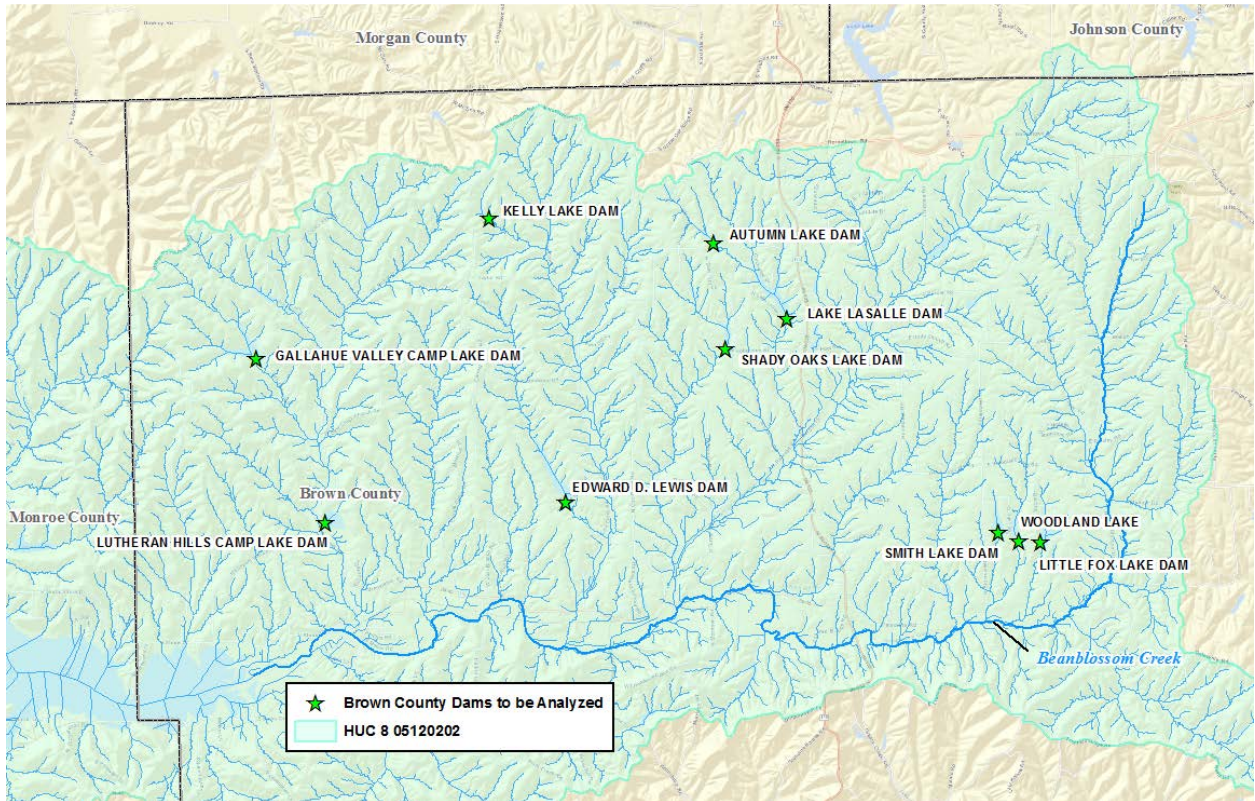 Morgan County
Johnson County
KELLY LAKE DAM
AUTUMN LAKE DAM
LAKE LASALLE DAM
GALLAHUE VALLEY CAMP LAKE DAM
SHADY OAKS LAKE DAM
EDWARD D. LEWIS DAM
Brown County
Monroe County
LUTHERAN HILLS CAMP LAKE DAM
WOODLAND LAKE
SMITH LAKE DAM
LITTLE FOX LAKE DAM
Beanblossom Creek
Brown County Dams to be Analyzed
HUC 8 05120202